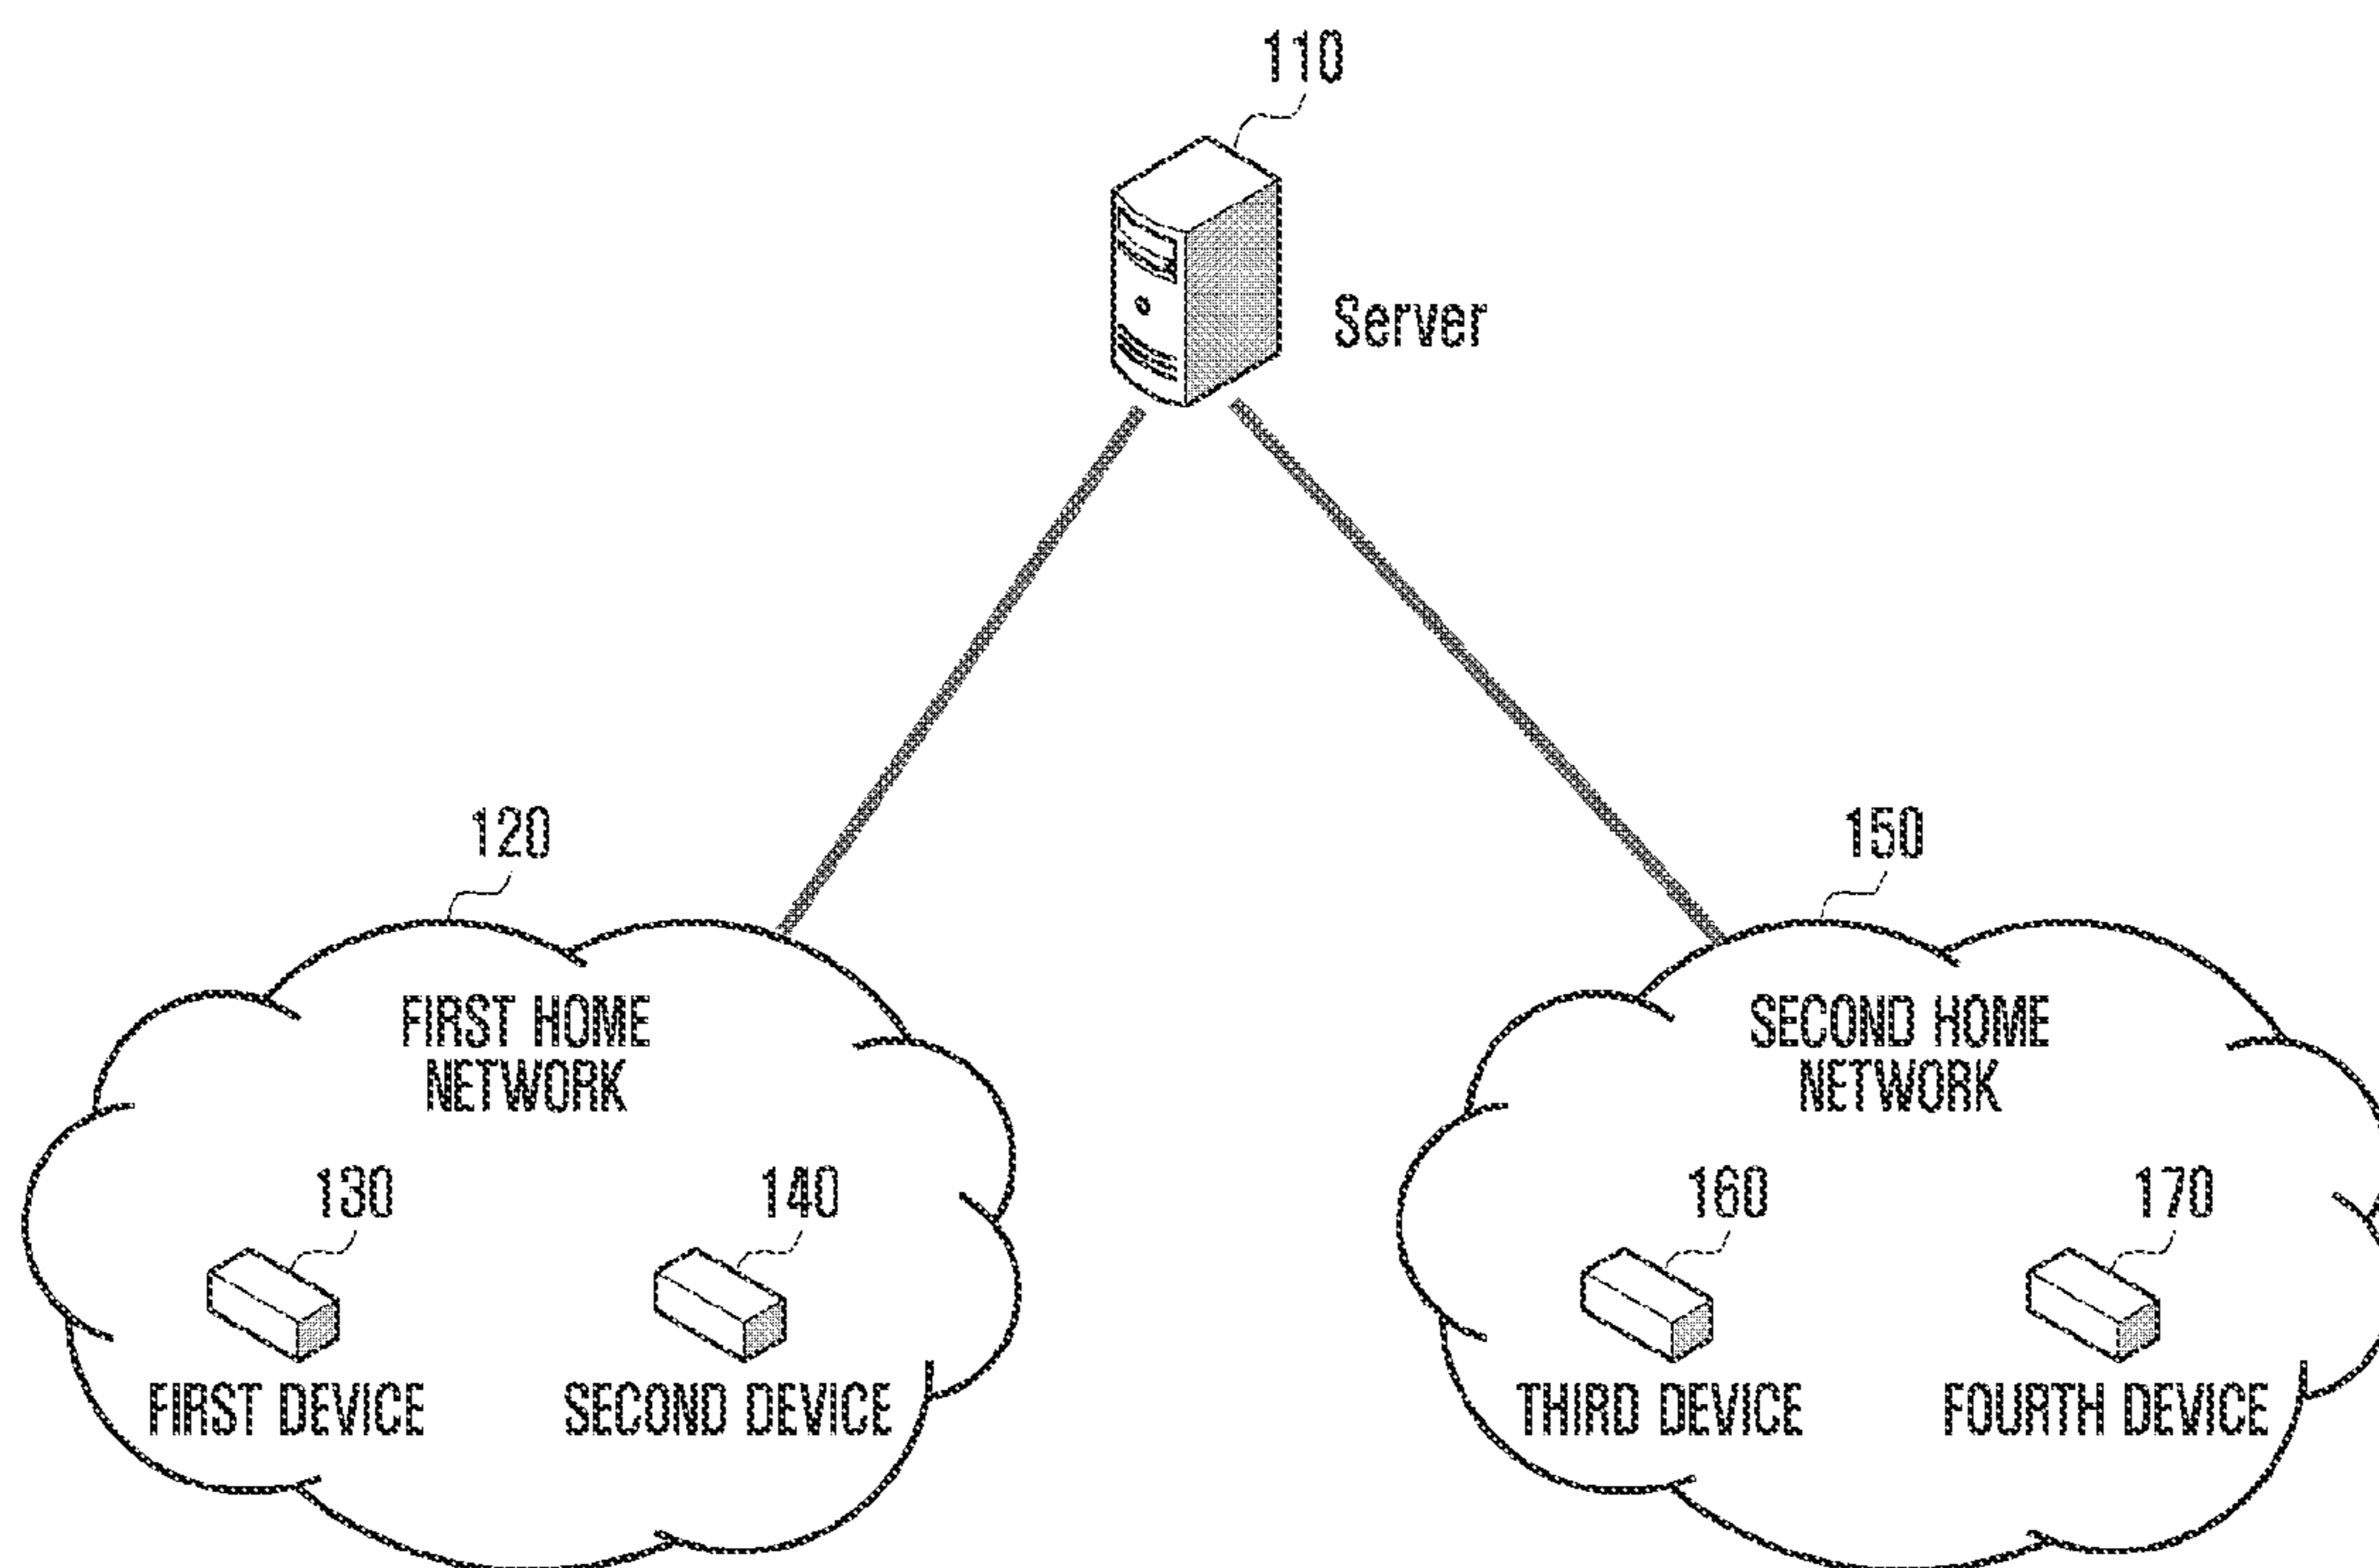 110
Server
120
150
FIRST HOME
NETWORK
SECOND HOME
NETWORK
130
140
160
170
FIRST DEVICE
SECOND DEVICE
THIRD DEVICE
FOURTH DEVICE